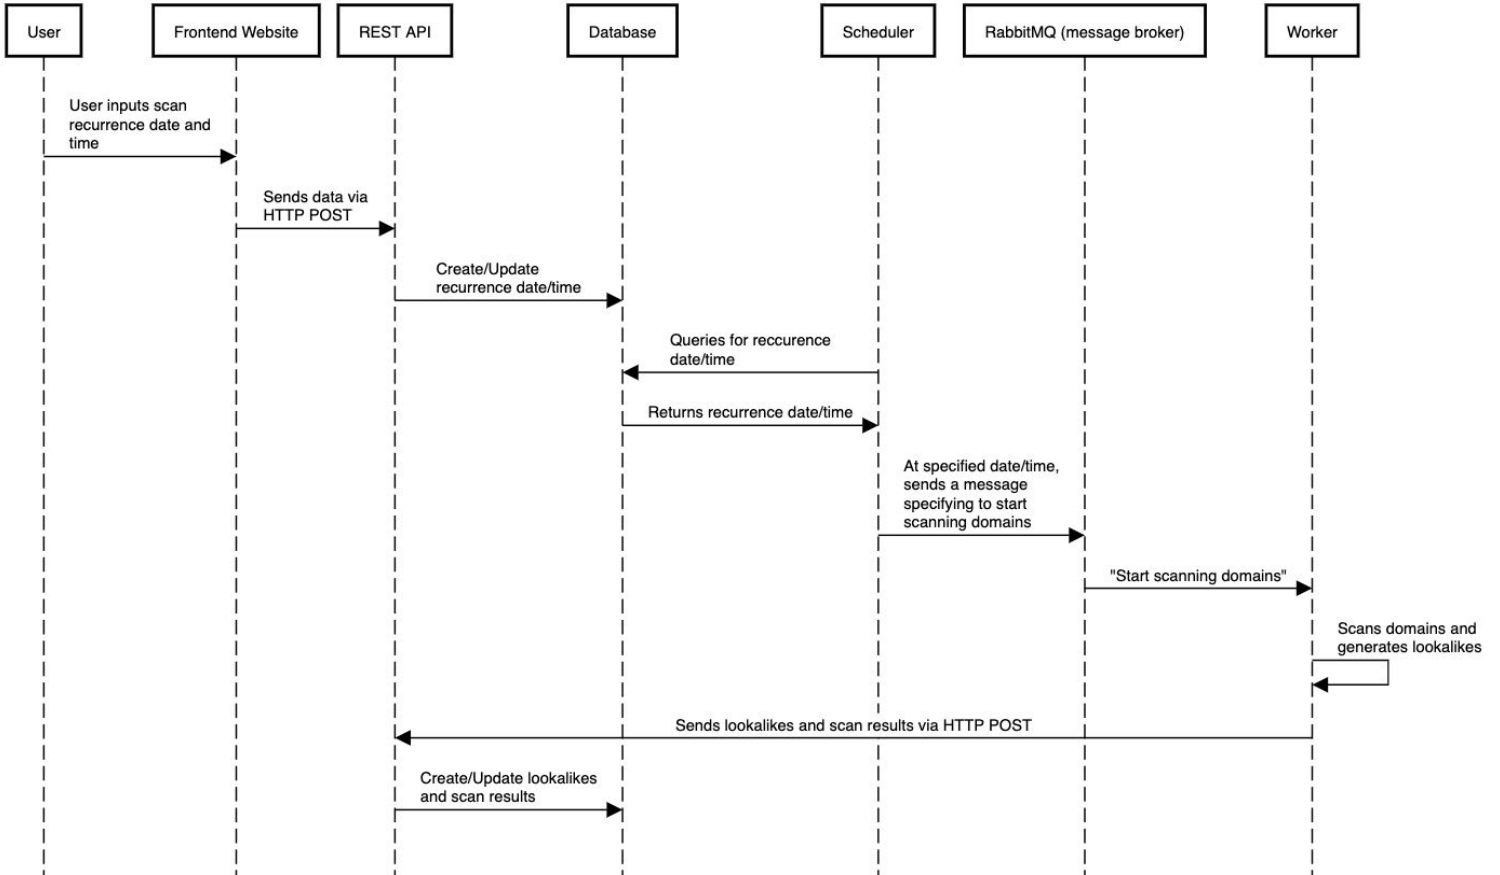 User
Frontend Website
REST API
Database
Scheduler
RabbitMQ (message broker)
Worker
User inputs scan
recurrence date and
time
Sends data via
HTTP POST
Create/Update
recurrence date/time
Queries for reccurence
date/time
Returns recurrence date/time
At specified date/time,
sends a message
specifying to start
scanning domains
"Start scanning domains"
Scans domains and
generates lookalikes
Sends lookalikes and scan results via HTTP POST
Create/Update lookalikes
and scan results